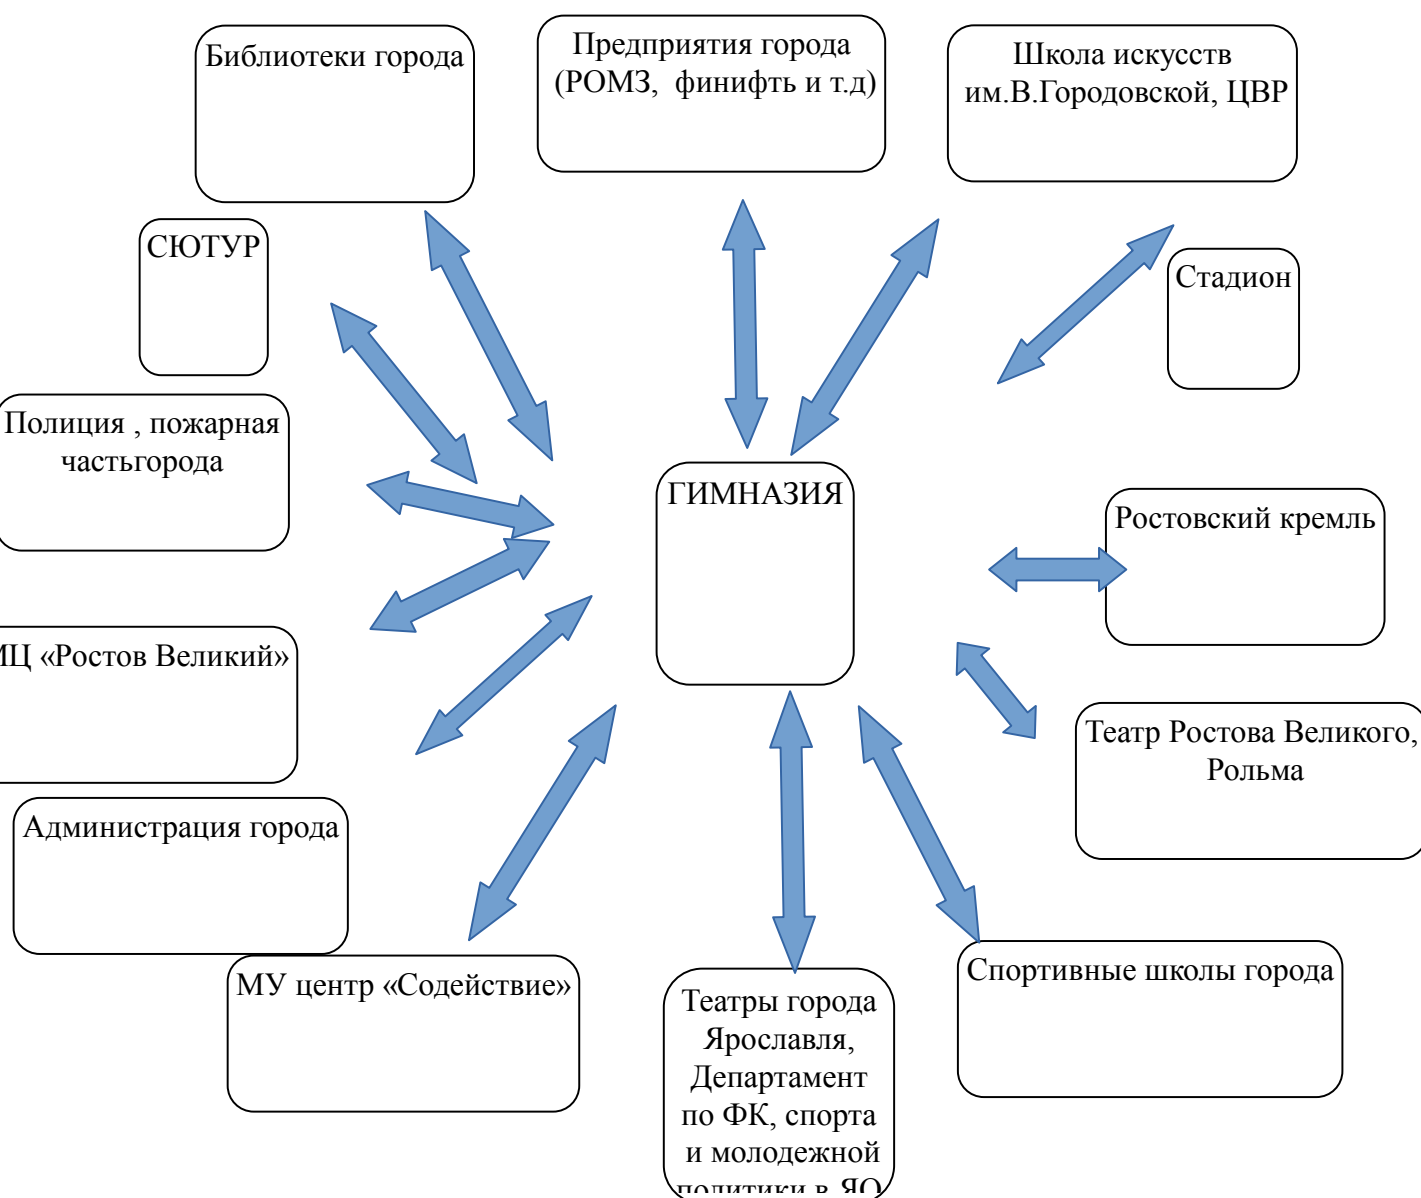 Библиотеки города
Предприятия города
(РОМЗ, финифть и т.д)
Школа искусств
им.В.Городовской, ЦВР
СЮТУР
Стадион
Полиция , пожарная
частьгорода
ГИМНАЗИЯ
Ростовский кремль
«Ростов Великий»
Театр Ростова Великого,
Рольма
Администрация города
МУ центр «Содействие»
Спортивные школы города
Театры города
Ярославля,
Департамент
по ФК, спорта
и молодежной
политики в ЯО